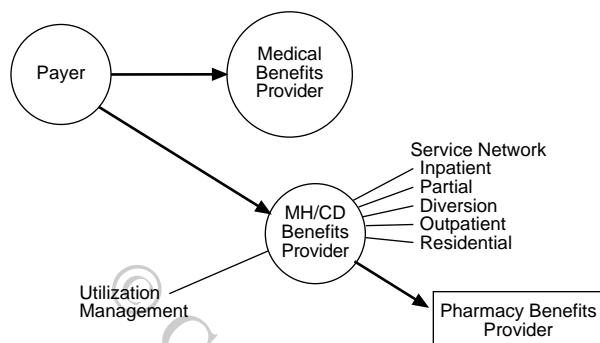 Payer
Medical
Benefits
Provider
Service Network
Inpatient
Partial
Diversion
Outpatient
Residential
MH/CD
Benefits
Provider
Utilization
Management
Pharmacy Benefits
Provider
©
C